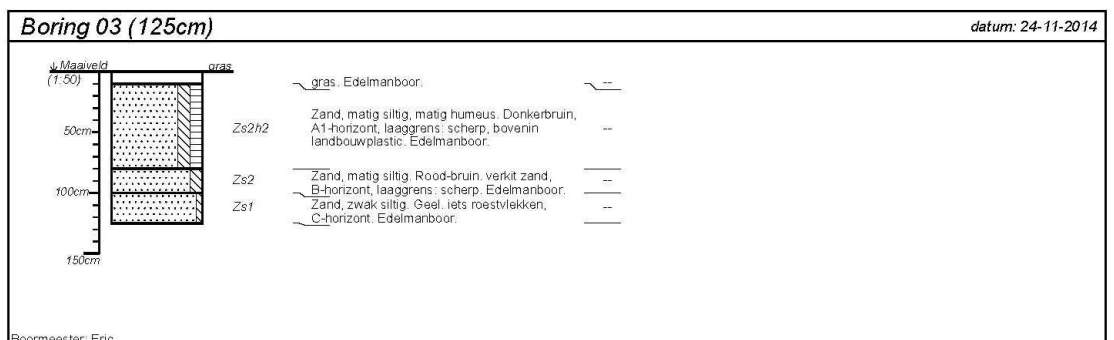 Boring 03 (125cm)
datum: 24-11-2014
↓ Maaiveld
gras
(1:50)
gras. Edelmanboor.
--
Zand, matig siltig, matig humeus. Donkerbruin,
50cm
Zs2h2
A1-horizont, laaggrens: scherp, bovenin
--
landbouwplastic. Edelmanboor.
Zs2
Zand, matig siltig. Rood-bruin. verkit zand,
--
100cm
B-horizont, laaggrens: scherp. Edelmanboor.
Zs1
Zand, zwak siltig. Geel. iets roestvlekken,
--
C-horizont. Edelmanboor.
150cm
Boormeester: Eric